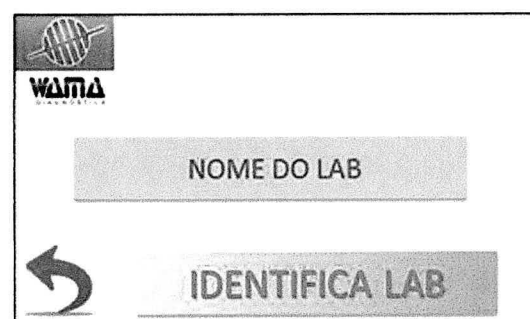 WAMA
DIAGNÓSTICA
NOME DO LAB
IDENTIFICA LAB